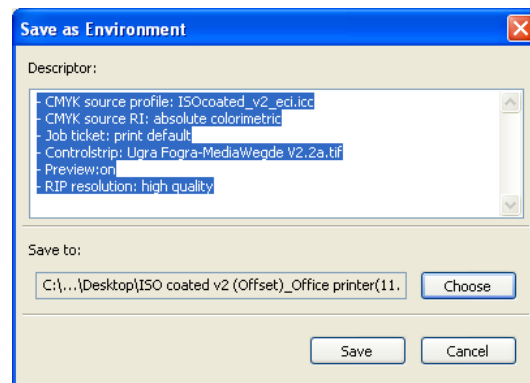 Save as Environment
Descriptor:
- CMYK source profile: ISOcoated_v2_eci.icc
- CMYK source RI: absolute colorimetric
- Job ticket: print default
- Controlstrip: Ugra Fogra-MediaWegde V2.2a.tif
- Preview:on
- RIP resolution: high quality
Save to:
C:\...\Desktop\ISO coated v2 (Offset)_Office printer(11.
Choose
Save
Cancel